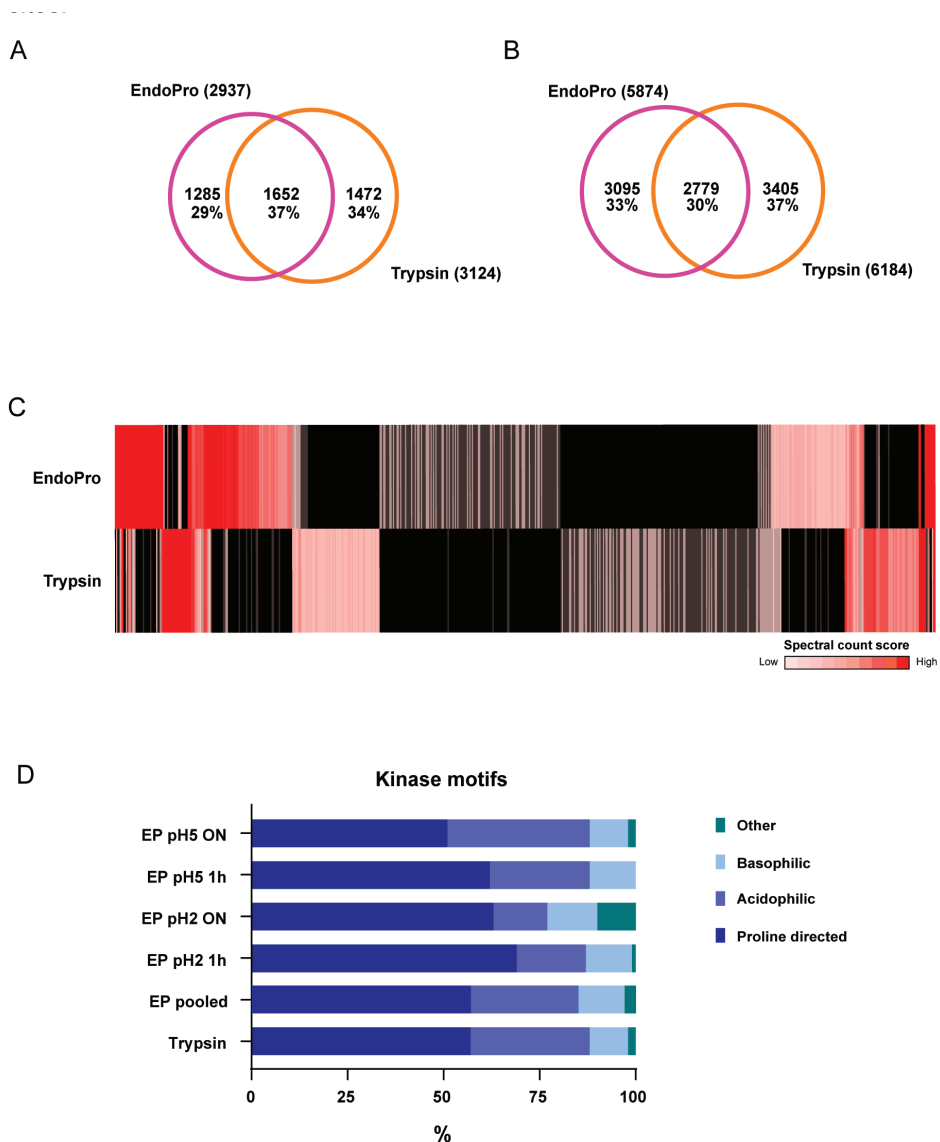 A
B
EndoPro (2937)
EndoPro (5874)
1285
29%
1652
37%
1472
34%
3095
33%
2779
30%
3405
37%
Trypsin (3124)
Trypsin (6184)
C
EndoPro
Trypsin
Spectral count score
Low
High
D
Kinase motifs
EP pH5 ON
EP pH5 1h
EP pH2 ON
EP pH2 1h
EP pooled
Trypsin
Other
Basophilic
Acidophilic
Proline directed
0
25
50
75
100
%